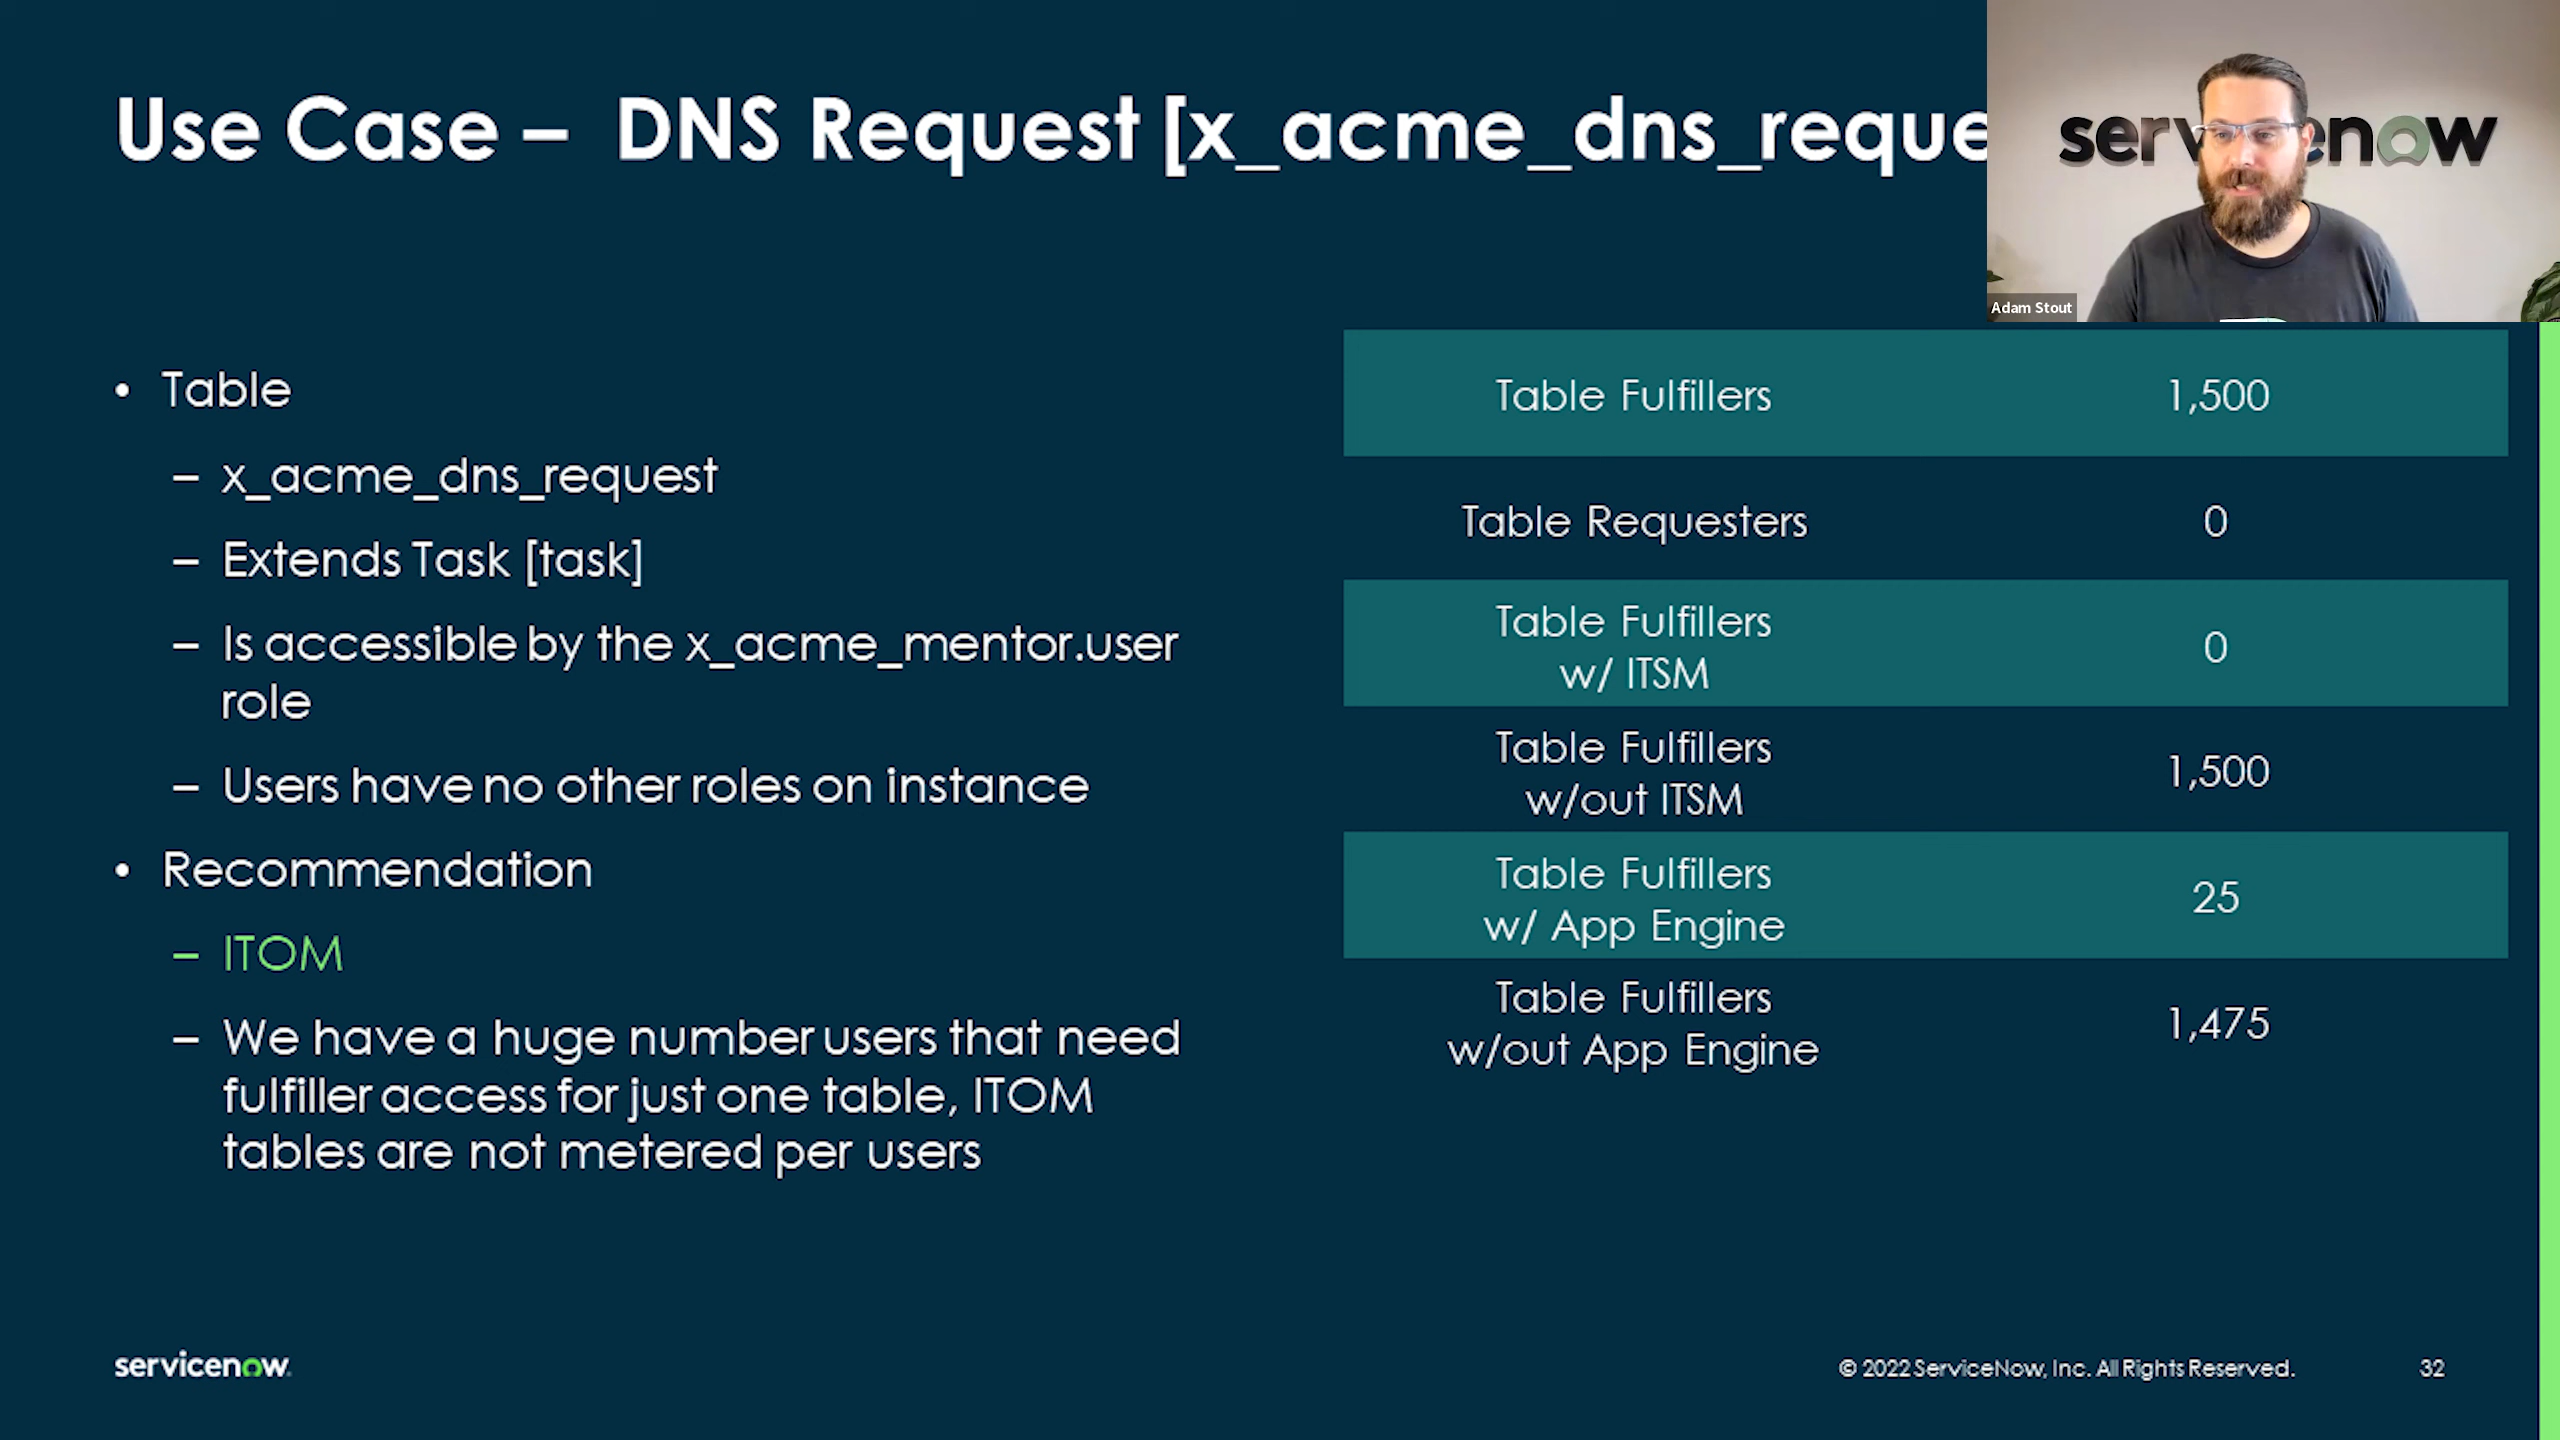 Use Case – DNS Request [x_acme_dns_reque
servicenow
Adam Stout
• Table
– x_acme_dns_request
– Extends Task [task]
– Is accessible by the x_acme_mentor.user
role
– Users have no other roles on instance
• Recommendation
– ITOM
– We have a huge number users that need
fulfiller access for just one table, ITOM
tables are not metered per users
Table Fulfillers 1,500
Table Requesters 0
Table Fulfillers
w/ ITSM 0
Table Fulfillers
w/out ITSM 1,500
Table Fulfillers
w/ App Engine 25
Table Fulfillers
w/out App Engine 1,475
servicenow.
© 2022 ServiceNow, Inc. All Rights Reserved. 32